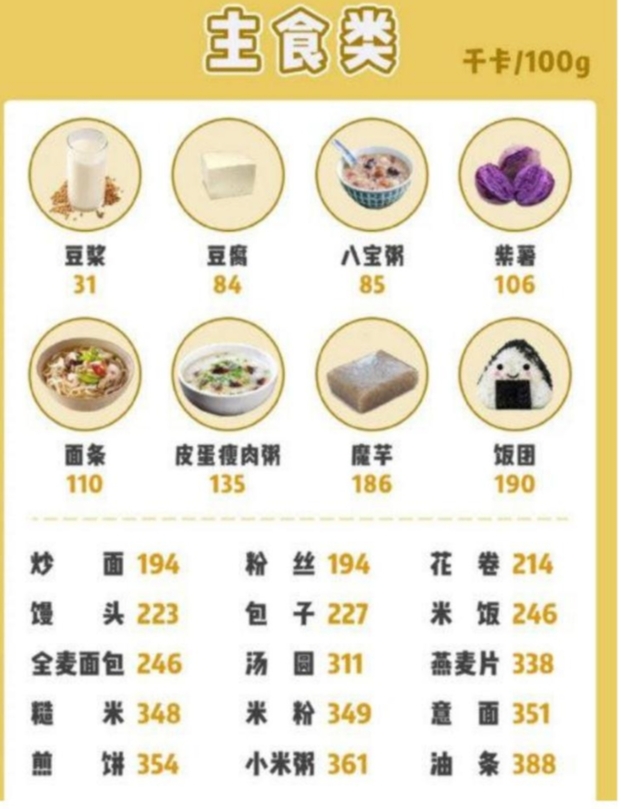 主食类
千卡/100g
豆浆 豆腐 八宝粥 紫薯
31 84 85 106
面条 皮蛋瘦肉粥 魔芋 饭团
110 135 186 190
炒面 194 粉丝 194 花卷 214
馒头 223 包子 227 米饭 246
全麦面包 246 汤圆 311 燕麦片 338
糙米 348 米粉 349 意面 351
煎饼 354 小米粥 361 油条 388